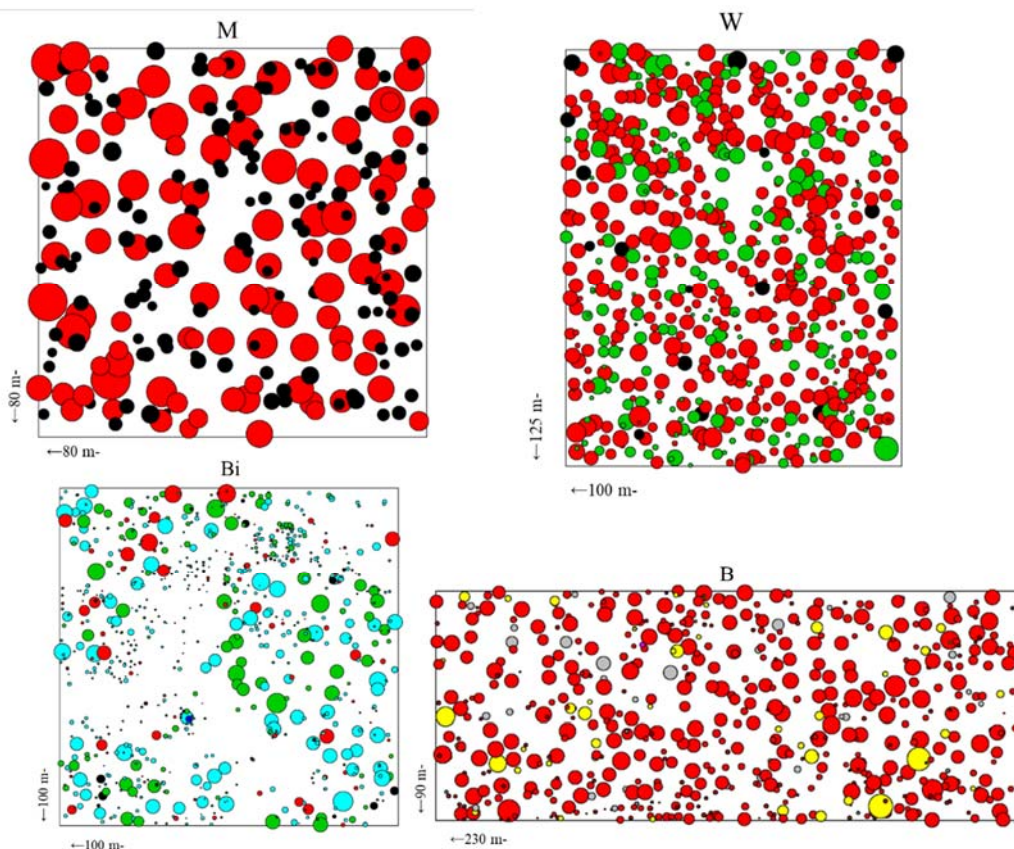 M
W
←80 m-
←80 m-
←125 m-
←100 m-
Bi
B
←100 m-
←100 m-
←90 m-
←230 m-